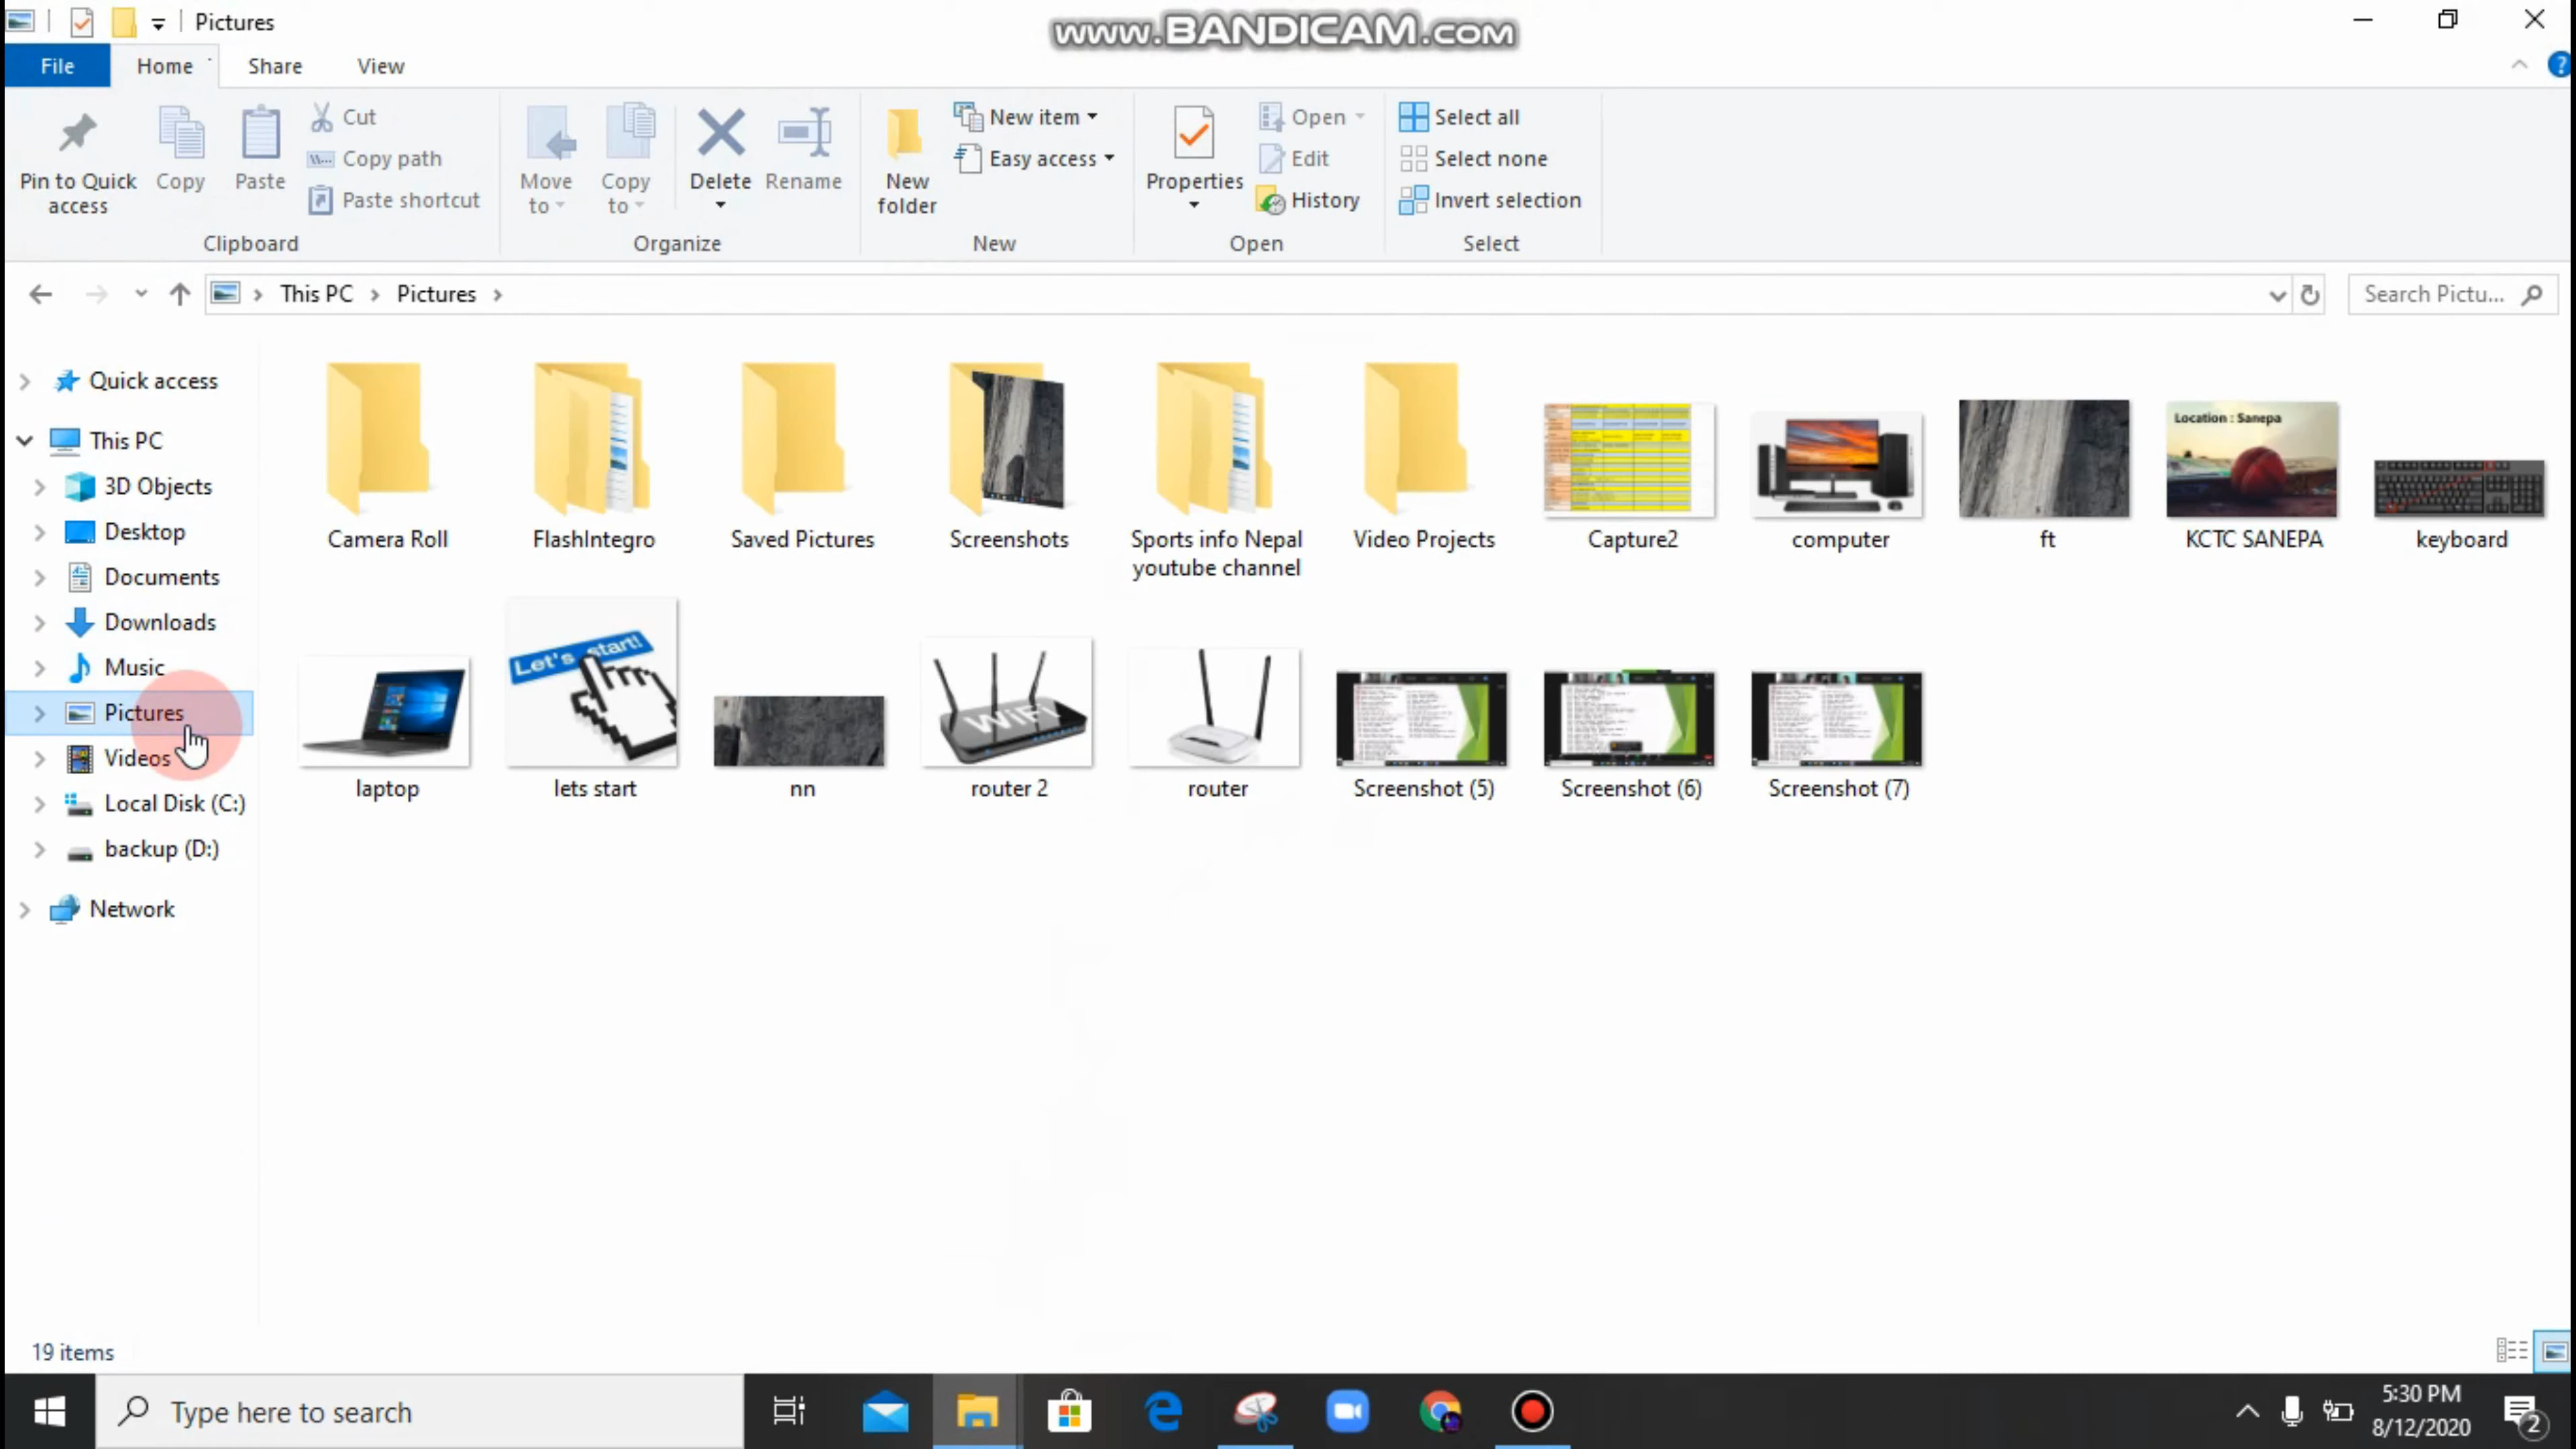 Pictures
www.BANDICAM.com
File Home Share View
Pin to Quick access
Copy
Paste
Cut
Copy path
Paste shortcut
Clipboard
Move to
Copy to
Delete
Rename
Organize
New folder
New item
Easy access
New
Properties
Open
Edit
History
Open
Select all
Select none
Invert selection
Select
This PC > Pictures >
Search Pictu...
Quick access
This PC
3D Objects
Desktop
Documents
Downloads
Music
Pictures
Videos
Local Disk (C:)
backup (D:)
Network
Location : Sanepa
Camera Roll
FlashIntegro
Saved Pictures
Screenshots
Sports info Nepal
youtube channel
Video Projects
Capture2
computer
ft
KCTC SANEPA
keyboard
Let's start!
WiFi
laptop
lets start
nn
router 2
router
Screenshot (5)
Screenshot (6)
Screenshot (7)
19 items
Type here to search
5:30 PM
8/12/2020
2